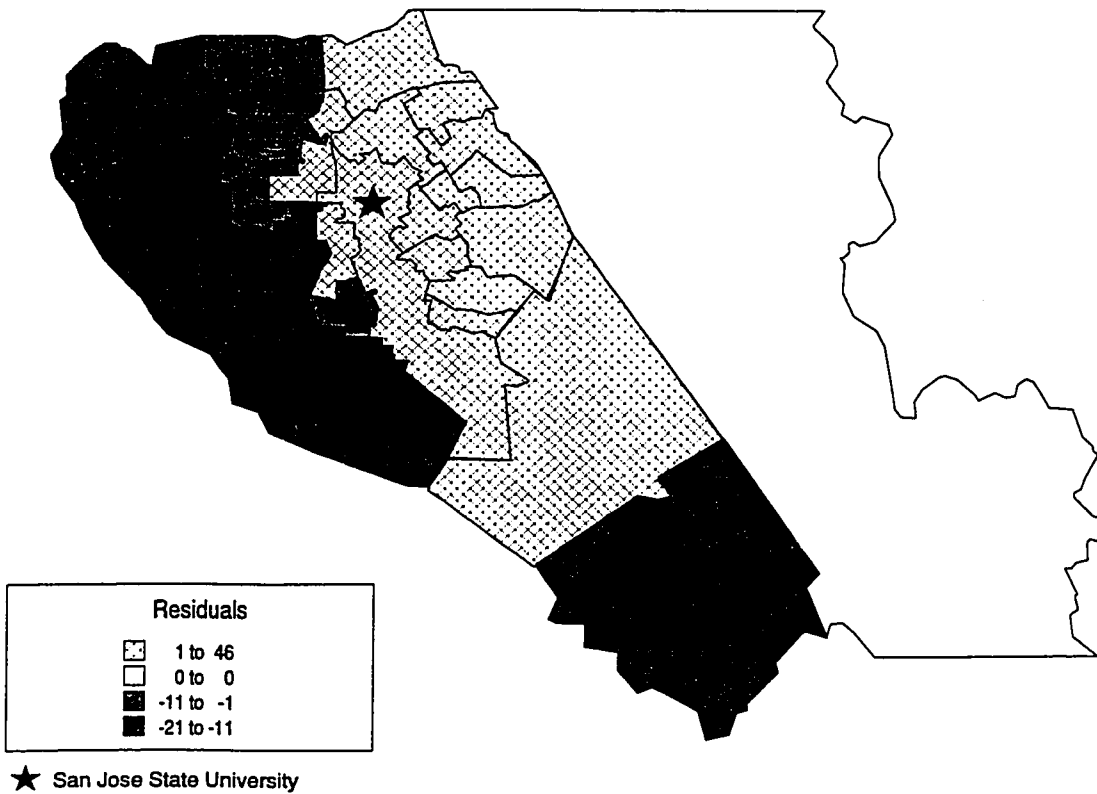 Residuals
1 to 46
0 to 0
-11 to -1
-21 to -11
San Jose State University